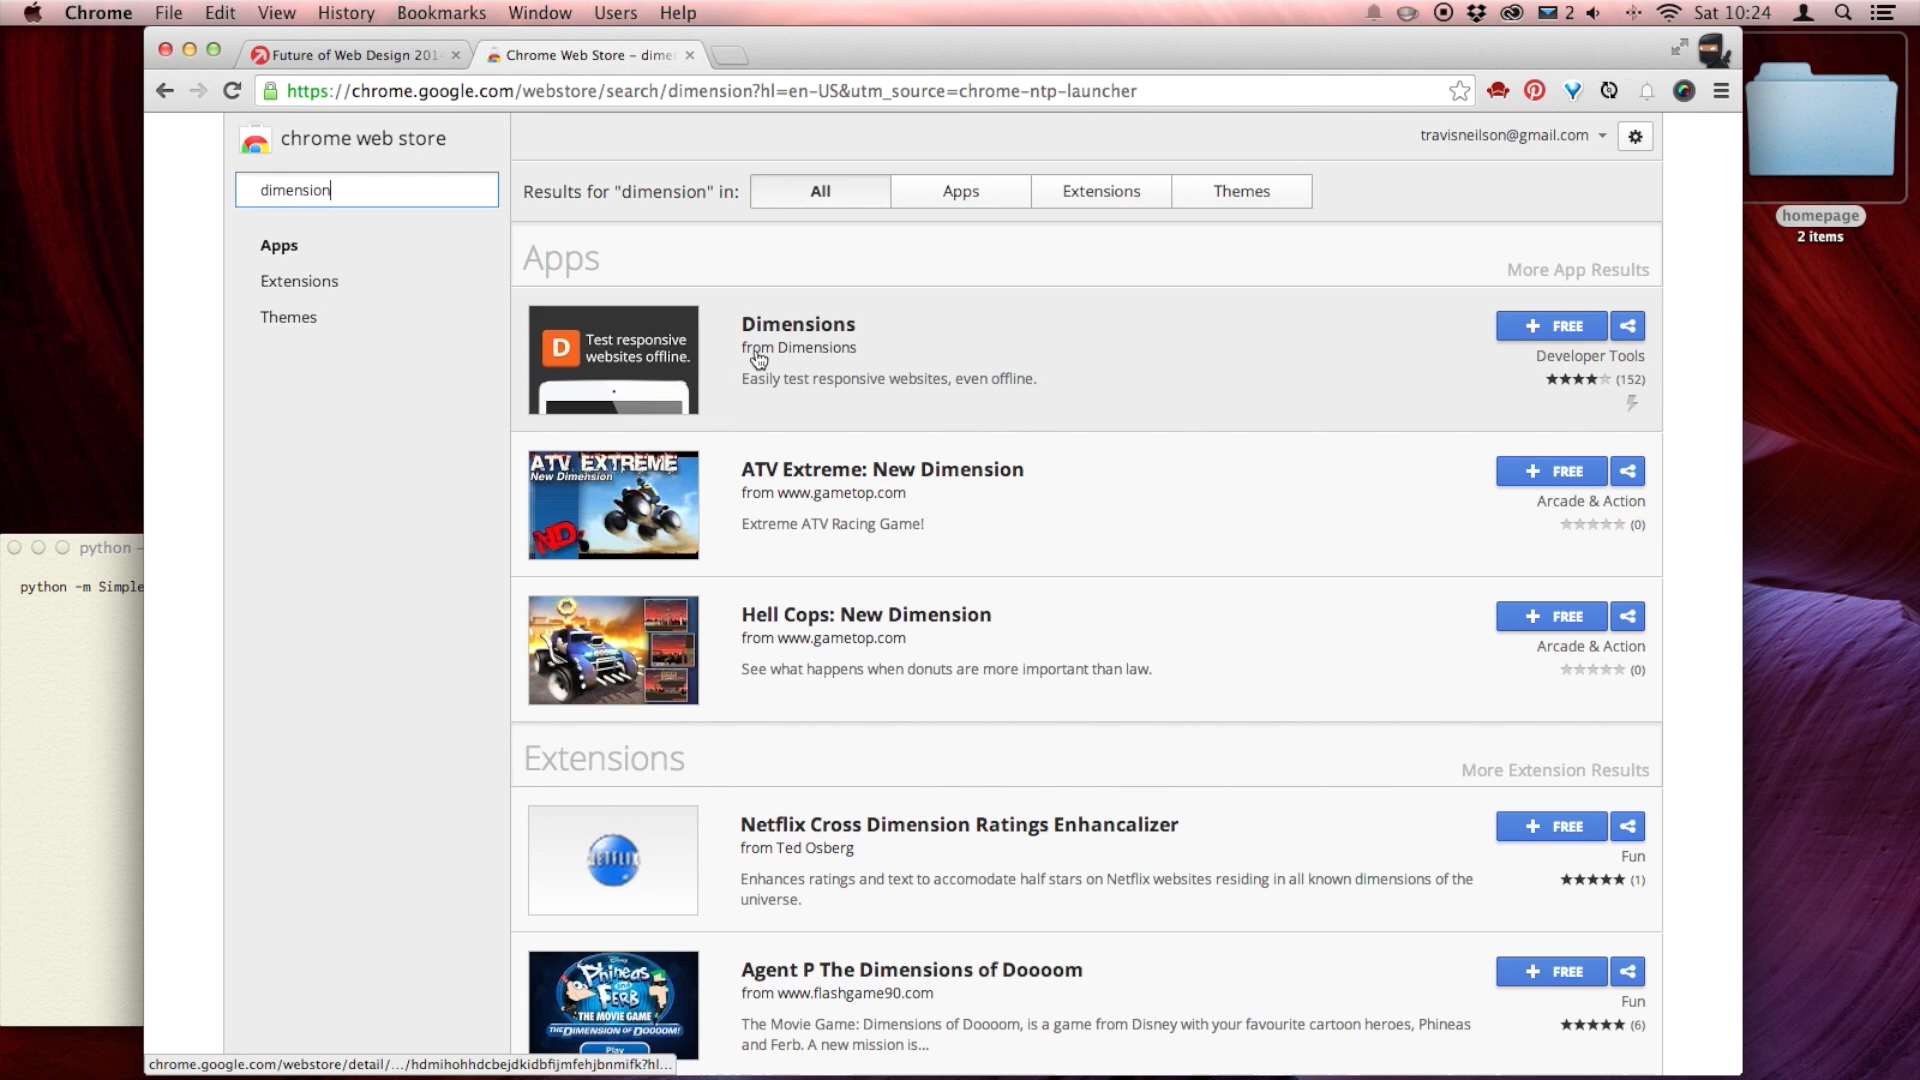 Chrome File Edit View History Bookmarks Window Users Help
2 Sat 10:24
Future of Web Design 201
Chrome Web Store – dime
https://chrome.google.com/webstore/search/dimension?hl=en-US&utm_source=chrome-ntp-launcher
chrome web store
travisneilson@gmail.com
dimension
Results for "dimension" in: All Apps Extensions Themes
homepage
2 items
Apps
Extensions
Themes
Apps
More App Results
D Test responsive
websites offline.
Dimensions
from Dimensions
Easily test responsive websites, even offline.
FREE
Developer Tools
(152)
ATV EXTREME
New Dimension
ND
ATV Extreme: New Dimension
from www.gametop.com
Extreme ATV Racing Game!
FREE
Arcade & Action
(0)
python –
python -m Simple
Hell Cops: New Dimension
from www.gametop.com
See what happens when donuts are more important than law.
FREE
Arcade & Action
(0)
Extensions
More Extension Results
NETFLIX
Netflix Cross Dimension Ratings Enhancalizer
from Ted Osberg
Enhances ratings and text to accomodate half stars on Netflix websites residing in all known dimensions of the
universe.
FREE
Fun
(1)
Disney
Phineas
and
FERB
THE MOVIE GAME
THE DIMENSION OF DOOOOM!
Play
Agent P The Dimensions of Doooom
from www.flashgame90.com
The Movie Game: Dimensions of Doooom, is a game from Disney with your favourite cartoon heroes, Phineas
and Ferb. A new mission is...
FREE
Fun
(6)
chrome.google.com/webstore/detail/.../hdmihohhdcbejdkidbfijmfehjbnmifk?hl...